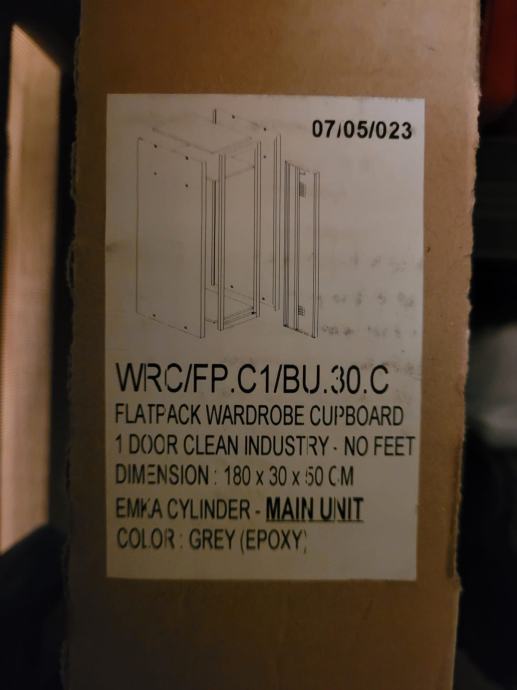 07/05/023
WRC/FP.C1/BU.30.C
FLATPACK WARDROBE CUPBOARD
1 DOOR CLEAN INDUSTRY - NO FEET
DIMENSION : 180 x 30 x 50 CM
EMKA CYLINDER - MAIN UNIT
COLOR : GREY (EPOXY)